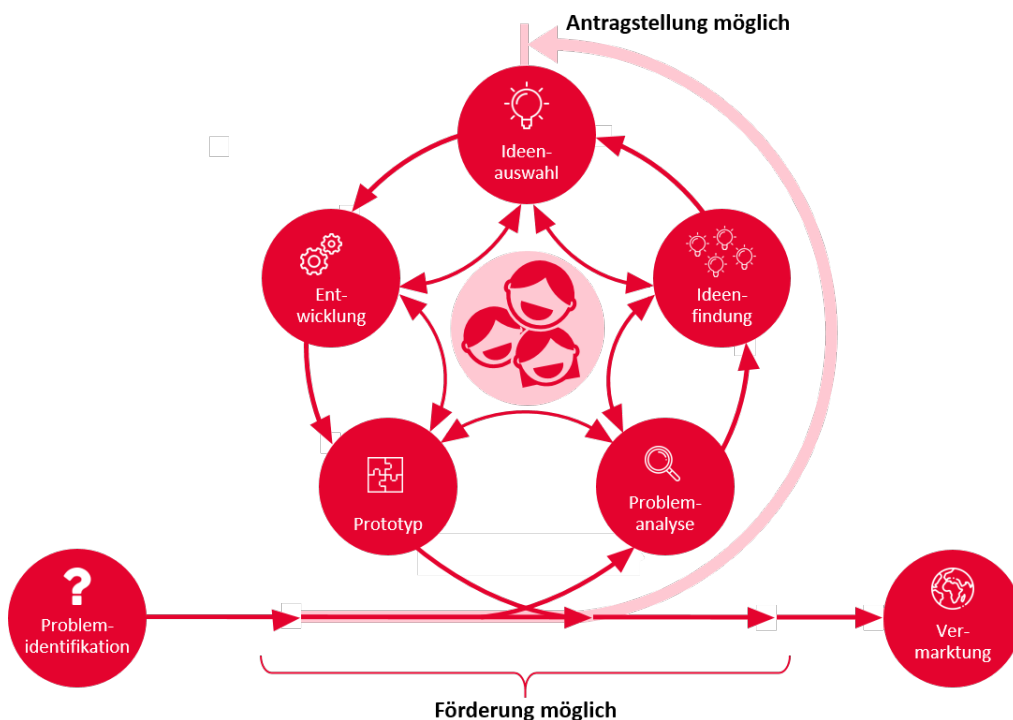 Antragstellung möglich
Ideen-
auswahl
Ent-
wicklung
Ideen-
findung
Prototyp
Problem-
analyse
?
Problem-
identifikation
Ver-
marktung
Förderung möglich